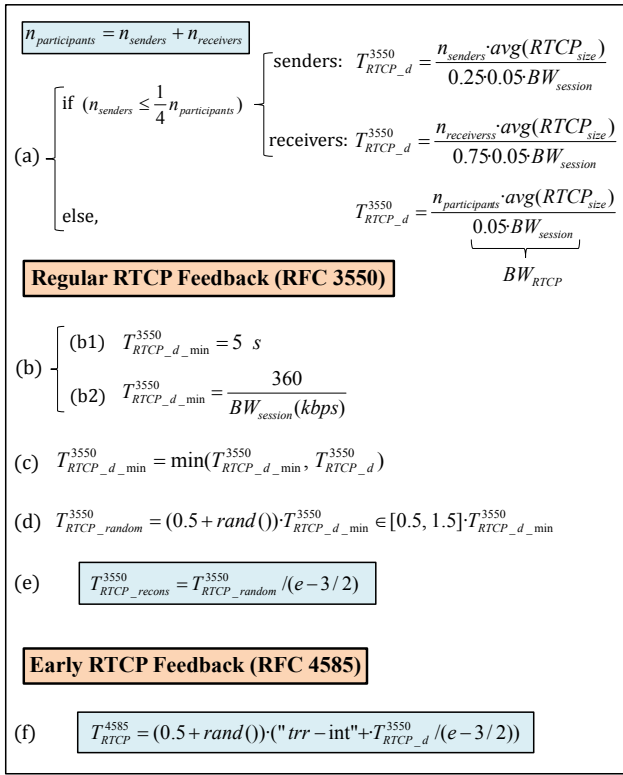 n_participants = n_senders + n_receivers
(a)
if (n_senders ≤ 1/4 n_participants)
senders: T^3550_RTCP_d = n_senders·avg(RTCP_size) / 0.25·0.05·BW_session
receivers: T^3550_RTCP_d = n_receiverss·avg(RTCP_size) / 0.75·0.05·BW_session
else, T^3550_RTCP_d = n_participants·avg(RTCP_size) / 0.05·BW_session
BW_RTCP
Regular RTCP Feedback (RFC 3550)
(b)
(b1) T^3550_RTCP_d_min = 5 s
(b2) T^3550_RTCP_d_min = 360 / BW_session(kbps)
(c) T^3550_RTCP_d_min = min(T^3550_RTCP_d_min, T^3550_RTCP_d)
(d) T^3550_RTCP_random = (0.5 + rand())·T^3550_RTCP_d_min ∈ [0.5, 1.5]·T^3550_RTCP_d_min
(e) T^3550_RTCP_recons = T^3550_RTCP_random /(e − 3/2)
Early RTCP Feedback (RFC 4585)
(f) T^4585_RTCP = (0.5 + rand())·("trr − int"+·T^3550_RTCP_d /(e − 3/2))